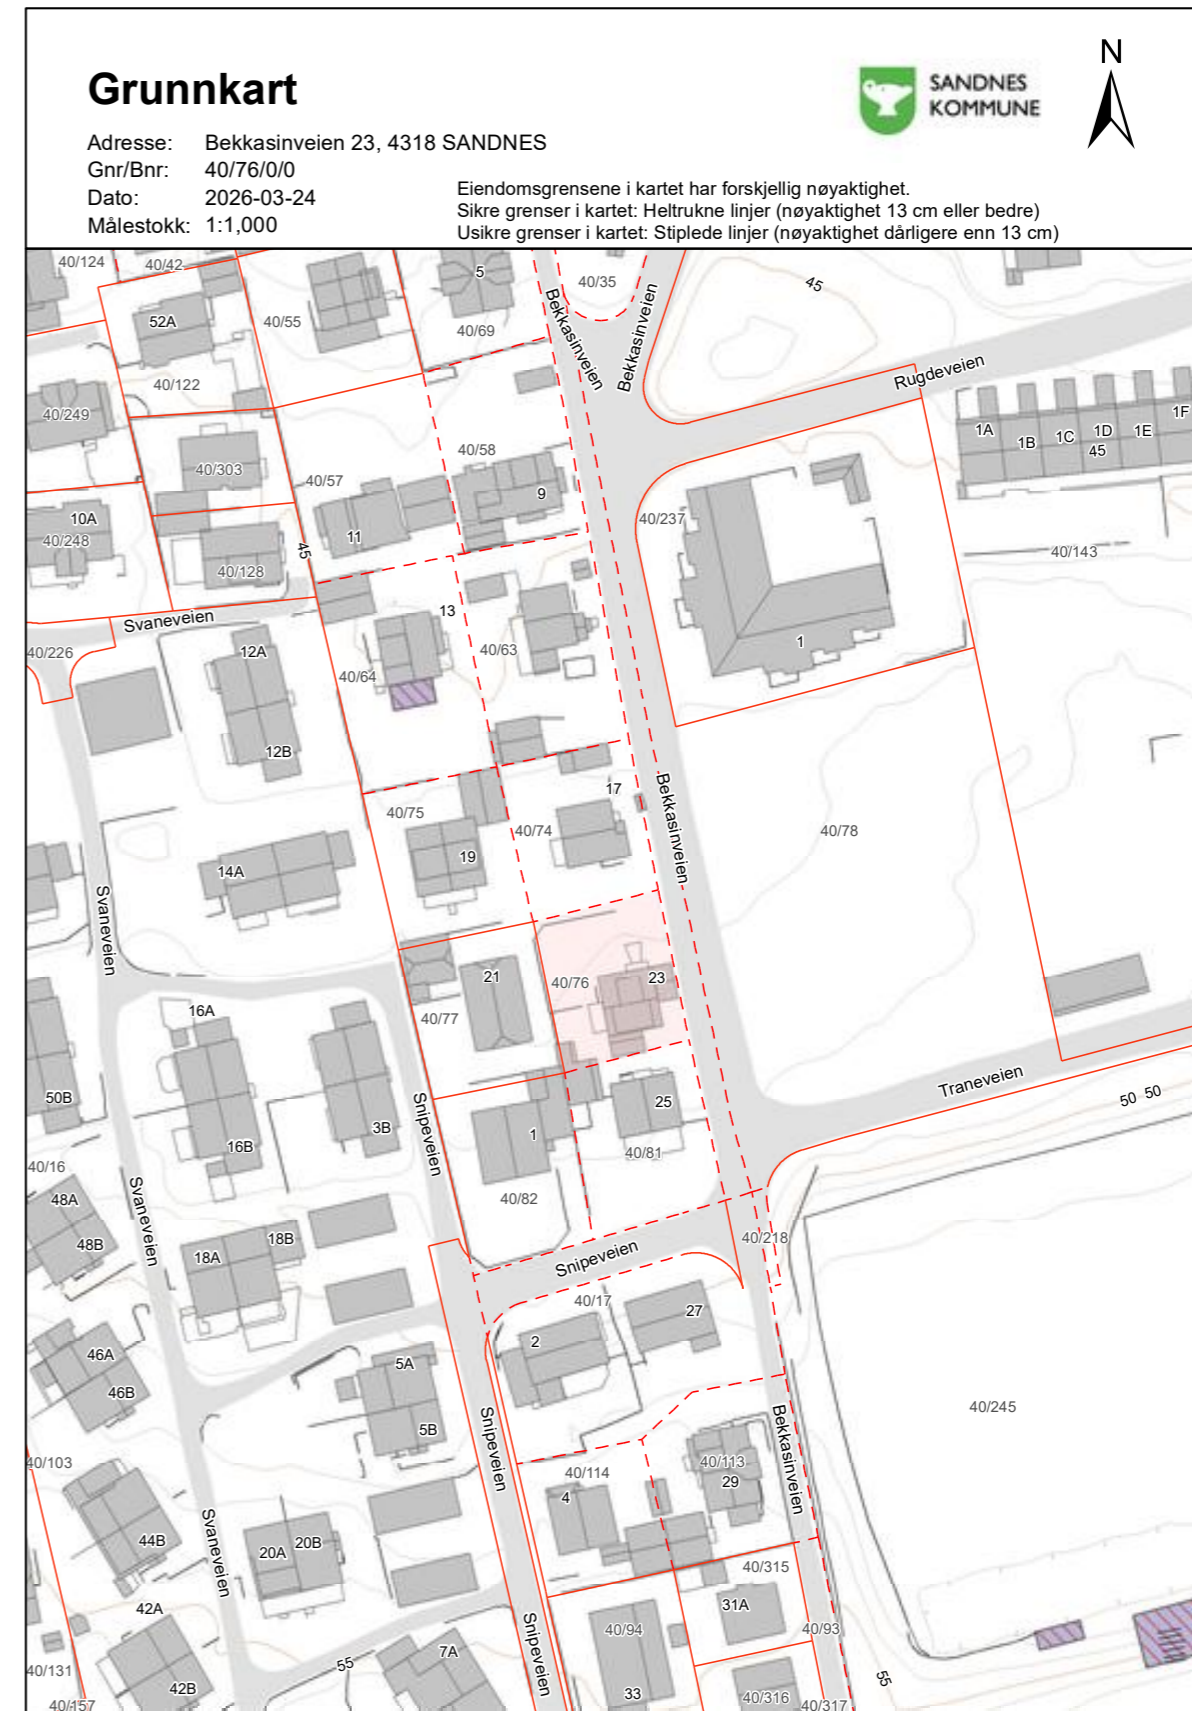 Grunnkart
SANDNES
KOMMUNE
N
Adresse: Bekkasinveien 23, 4318 SANDNES
Gnr/Bnr: 40/76/0/0
Dato: 2026-03-24
Målestokk: 1:1,000
Eiendomsgrensene i kartet har forskjellig nøyaktighet.
Sikre grenser i kartet: Heltrukne linjer (nøyaktighet 13 cm eller bedre)
Usikre grenser i kartet: Stiplede linjer (nøyaktighet dårligere enn 13 cm)
40/124
40/42
5
40/35
45
52A
40/55
40/69
Bekkasinveien
Bekkasinveien
Rugdeveien
40/122
40/249
1A
1B
1C
1D
1E
1F
45
40/303
40/58
40/57
9
10A
40/248
11
45
40/237
40/143
40/128
Svaneveien
13
40/226
12A
40/63
1
40/64
12B
17
Bekkasinveien
40/75
40/74
40/78
19
14A
Svaneveien
21
40/76
23
40/77
16A
Traneveien
50 50
50B
Snipeveien
25
3B
1
16B
40/81
40/16
40/82
48A
Svaneveien
48B
18A
18B
40/218
Snipeveien
40/17
27
2
46A
46B
5A
5B
40/245
Bekkasinveien
Snipeveien
40/103
40/114
40/113
29
4
44B
Svaneveien
20A
20B
40/315
42A
31A
40/94
40/93
Snipeveien
7A
55
40/131
42B
33
40/316
55
40/157
40/317